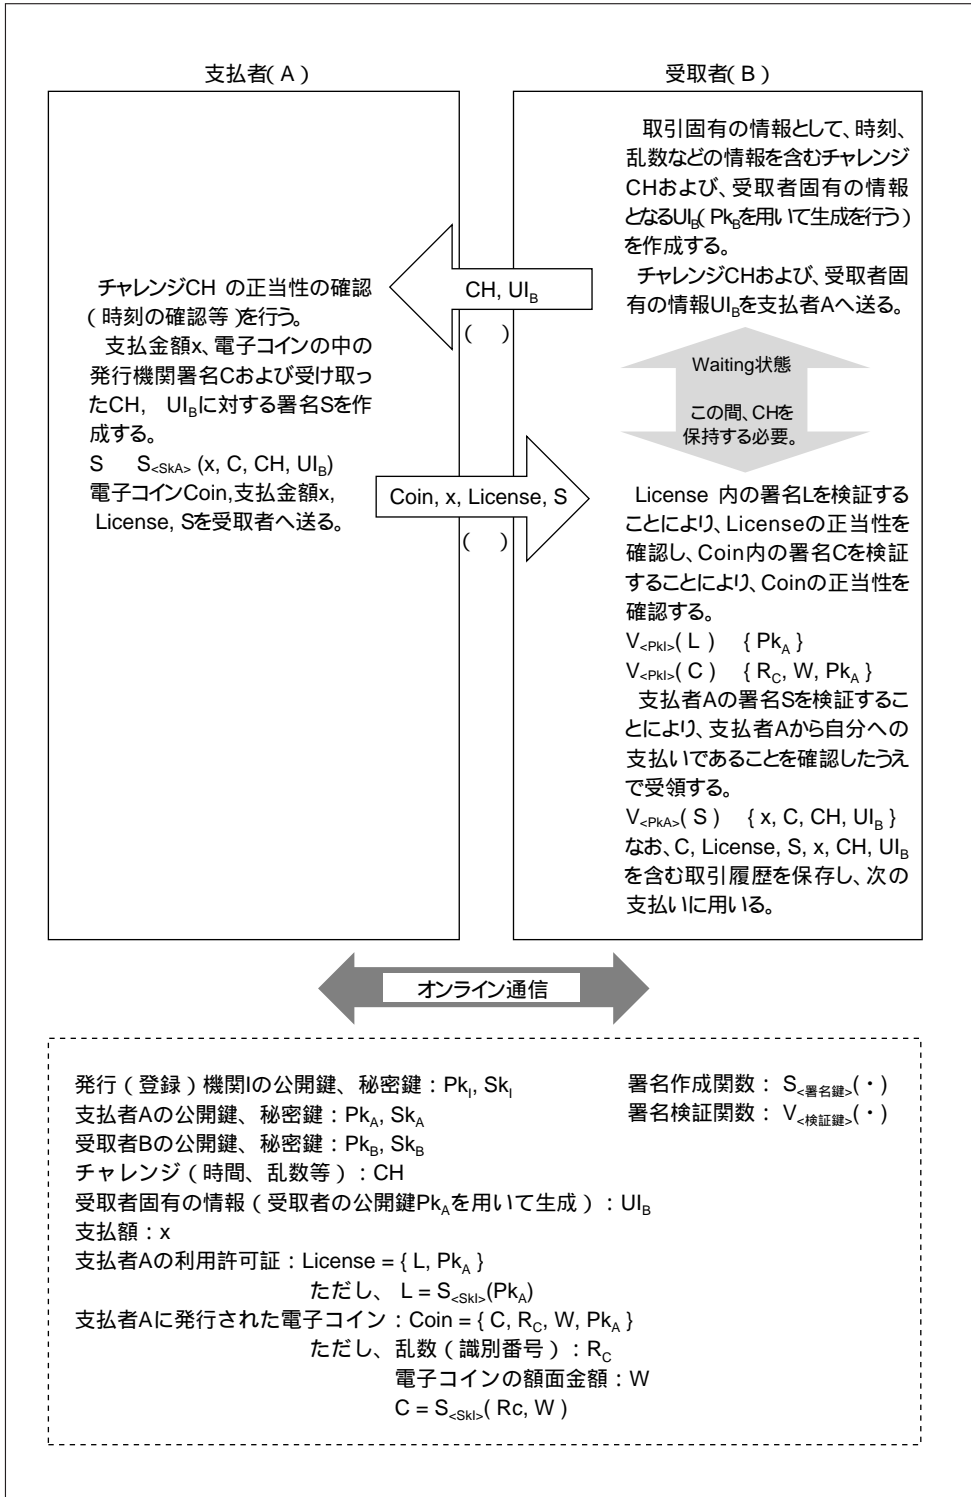 支払者( A )
受取者( B )
取引固有の情報として、時刻、
乱数などの情報を含むチャレンジ
CHおよび、受取者固有の情報
となるUI_B( Pk_Bを用いて生成を行う)
を作成する。
チャレンジCHおよび、受取者固
有の情報UI_Bを支払者Aへ送る。
CH, UI_B
( )
チャレンジCH の正当性の確認
( 時刻の確認等 )を行う。
支払金額x、電子コインの中の
発行機関署名Cおよび受け取っ
たCH, UI_Bに対する署名Sを作
成する。
S S<SkA> (x, C, CH, UI_B)
電子コインCoin,支払金額x,
License, Sを受取者へ送る。
Waiting状態
この間、CHを
保持する必要。
Coin, x, License, S
( )
License 内の署名Lを検証する
ことにより、Licenseの正当性を
確認し、Coin内の署名Cを検証
することにより、Coinの正当性を
確認する。
V<PkI>( L ) { Pk_A }
V<PkI>( C ) { R_C, W, Pk_A }
支払者Aの署名Sを検証するこ
とにより、支払者Aから自分への
支払いであることを確認したうえ
で受領する。
V<PkA>( S ) { x, C, CH, UI_B }
なお、C, License, S, x, CH, UI_B
を含む取引履歴を保存し、次の
支払いに用いる。
オンライン通信
発行(登録)機関Iの公開鍵、秘密鍵:Pk_I, Sk_I
支払者Aの公開鍵、秘密鍵:Pk_A, Sk_A
受取者Bの公開鍵、秘密鍵:Pk_B, Sk_B
チャレンジ(時間、乱数等):CH
受取者固有の情報(受取者の公開鍵Pk_Aを用いて生成):UI_B
支払額:x
支払者Aの利用許可証:License = { L, Pk_A }
ただし、 L = S<SkI>(Pk_A)
支払者Aに発行された電子コイン:Coin = { C, R_C, W, Pk_A }
ただし、乱数(識別番号):R_C
電子コインの額面金額:W
C = S<SkI>( Rc, W )
署名作成関数: S<署名鍵>(・)
署名検証関数: V<検証鍵>(・)